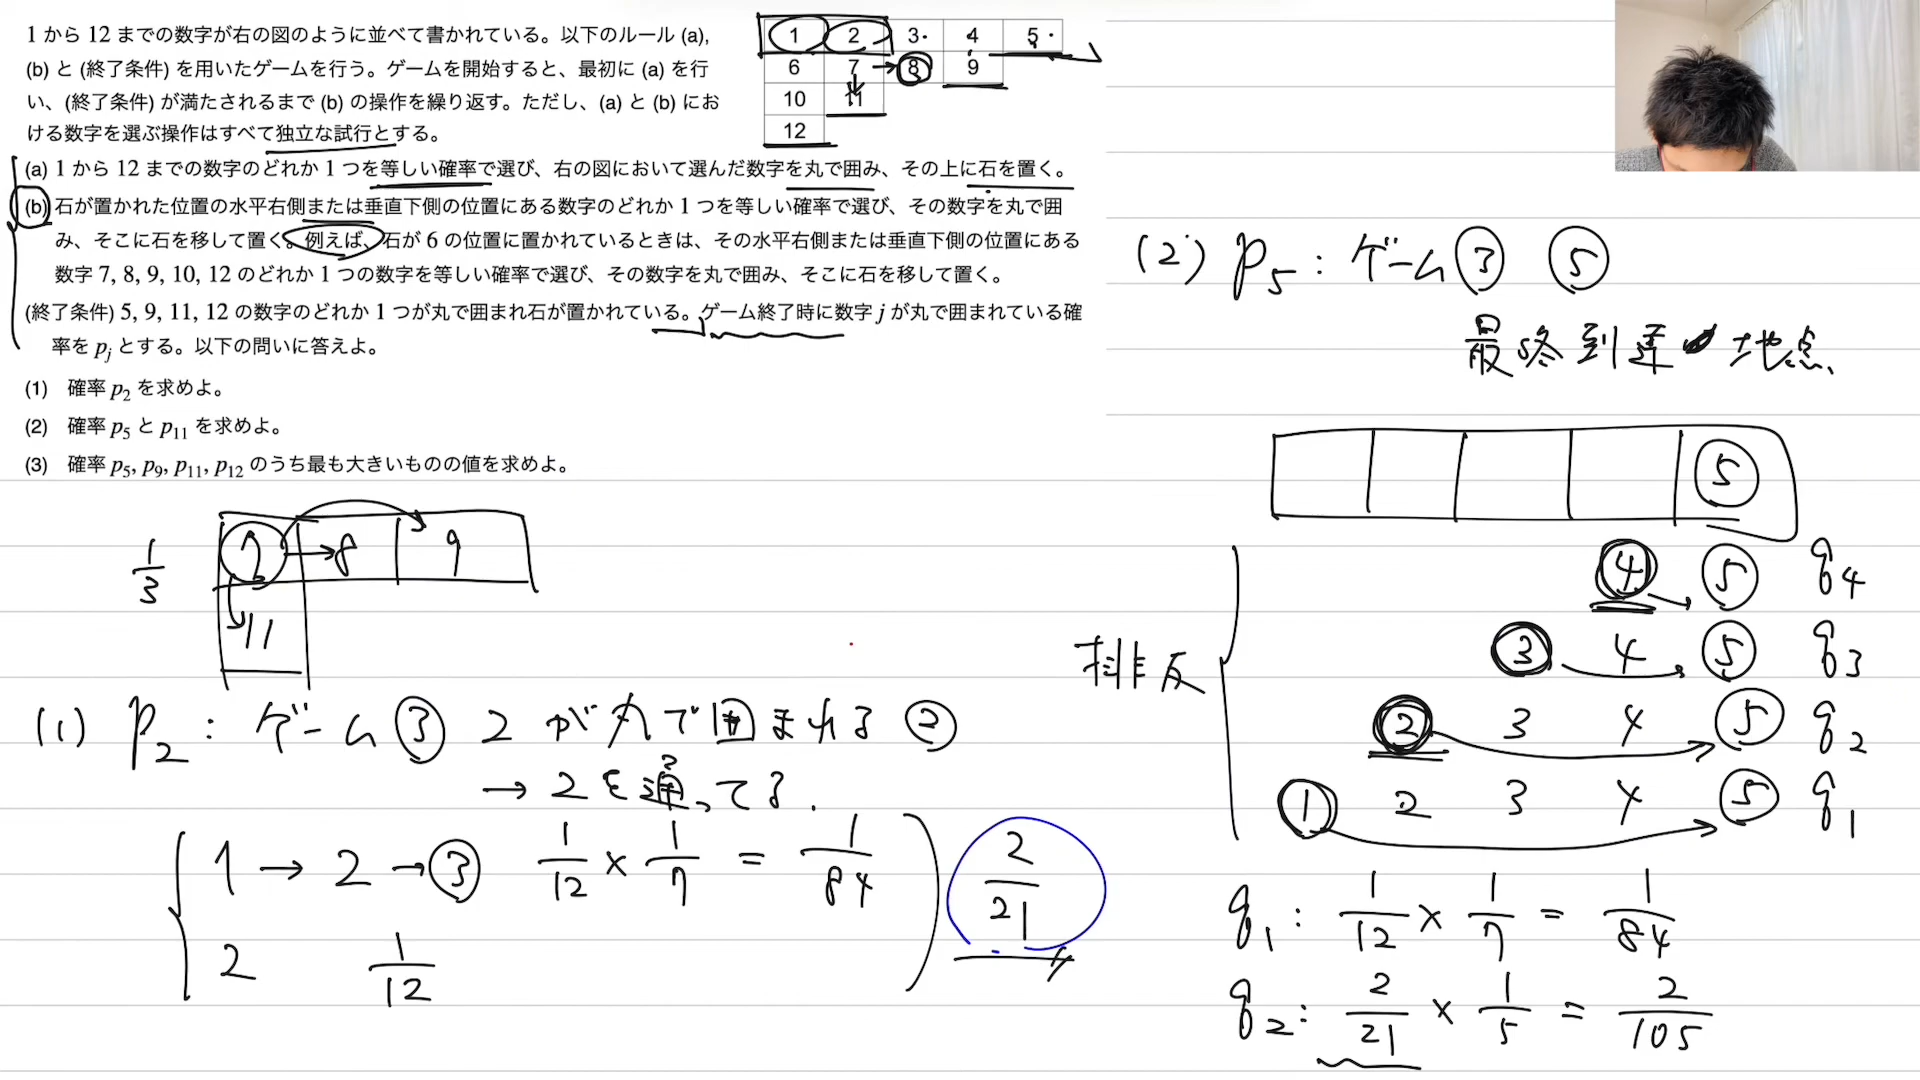 1 から 12 までの数字が右の図のように並べて書かれている。以下のルール (a),
(b) と (終了条件) を用いたゲームを行う。ゲームを開始すると、最初に (a) を行
い、(終了条件) が満たされるまで (b) の操作を繰り返す。ただし、(a) と (b) にお
ける数字を選ぶ操作はすべて独立な試行とする。
1 2 3 4 5
6 7 → 8 9
10 11
12
(a) 1 から 12 までの数字のどれか 1 つを等しい確率で選び、右の図において選んだ数字を丸で囲み、その上に石を置く。
(b) 石が置かれた位置の水平右側または垂直下側の位置にある数字のどれか 1 つを等しい確率で選び、その数字を丸で囲
み、そこに石を移して置く。例えば、石が 6 の位置に置かれているときは、その水平右側または垂直下側の位置にある
数字 7, 8, 9, 10, 12 のどれか 1 つの数字を等しい確率で選び、その数字を丸で囲み、そこに石を移して置く。
(終了条件) 5, 9, 11, 12 の数字のどれか 1 つが丸で囲まれ石が置かれている。ゲーム終了時に数字 j が丸で囲まれている確
率を pj とする。以下の問いに答えよ。
(1) 確率 p2 を求めよ。
(2) 確率 p5 と p11 を求めよ。
(3) 確率 p5, p9, p11, p12 のうち最も大きいものの値を求めよ。
1/3
7 → 8 9
11
(1) p2 : ゲーム③ 2 が丸で囲まれる ②
→ 2を通ってる.
1 → 2 → ③ 1/12 × 1/7 = 1/84
2 1/12
2/21
(2) p5 : ゲーム③ ⑤
最終到達地点
⑤
排反
④ ⑤ q4
③ 4 ⑤ q3
② 3 4 ⑤ q2
① 2 3 4 ⑤ q1
q1 : 1/12 × 1/7 = 1/84
q2 : 2/21 × 1/5 = 2/105